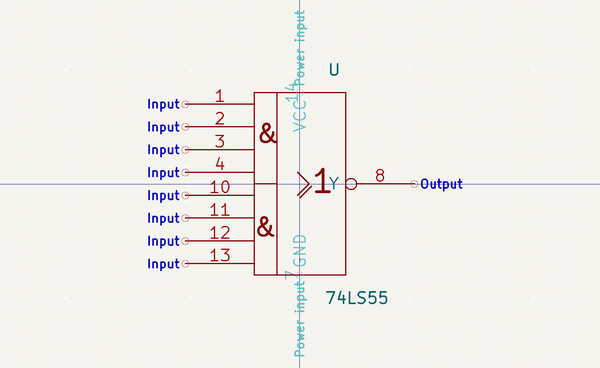 Power input
14
VCC
U
Input 1
Input 2
Input 3
Input 4
Input 10
Input 11
Input 12
Input 13
&
&
≥1
Y
8 Output
GND
7
Power input
74LS55